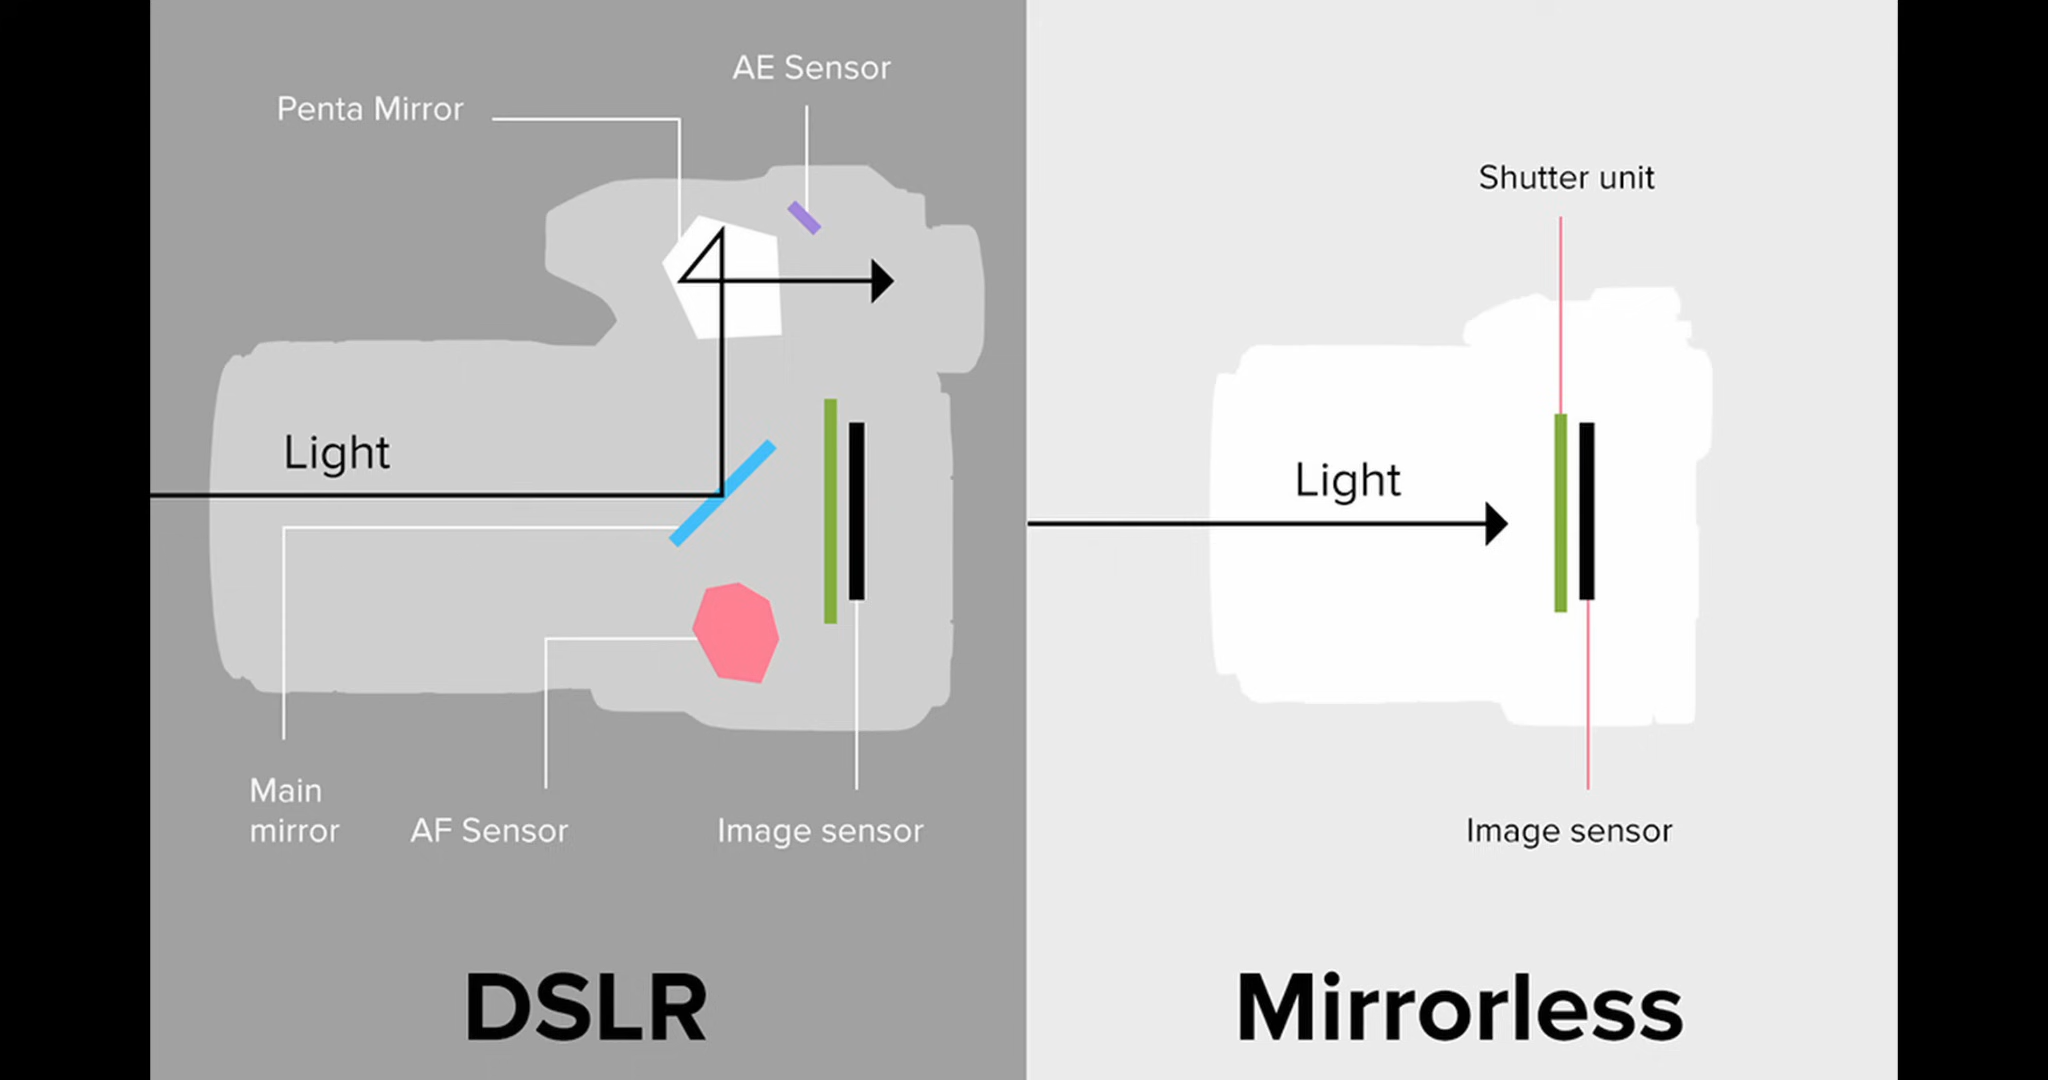 AE Sensor
Penta Mirror
Light
Main
mirror
AF Sensor
Image sensor
DSLR
Shutter unit
Light
Image sensor
Mirrorless